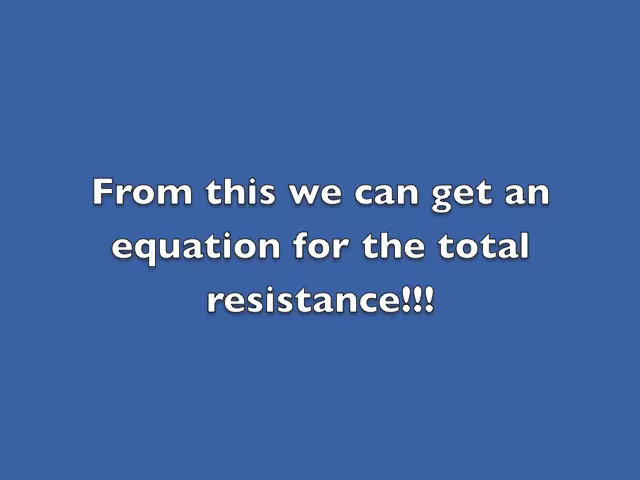 From this we can get an
equation for the total
resistance!!!